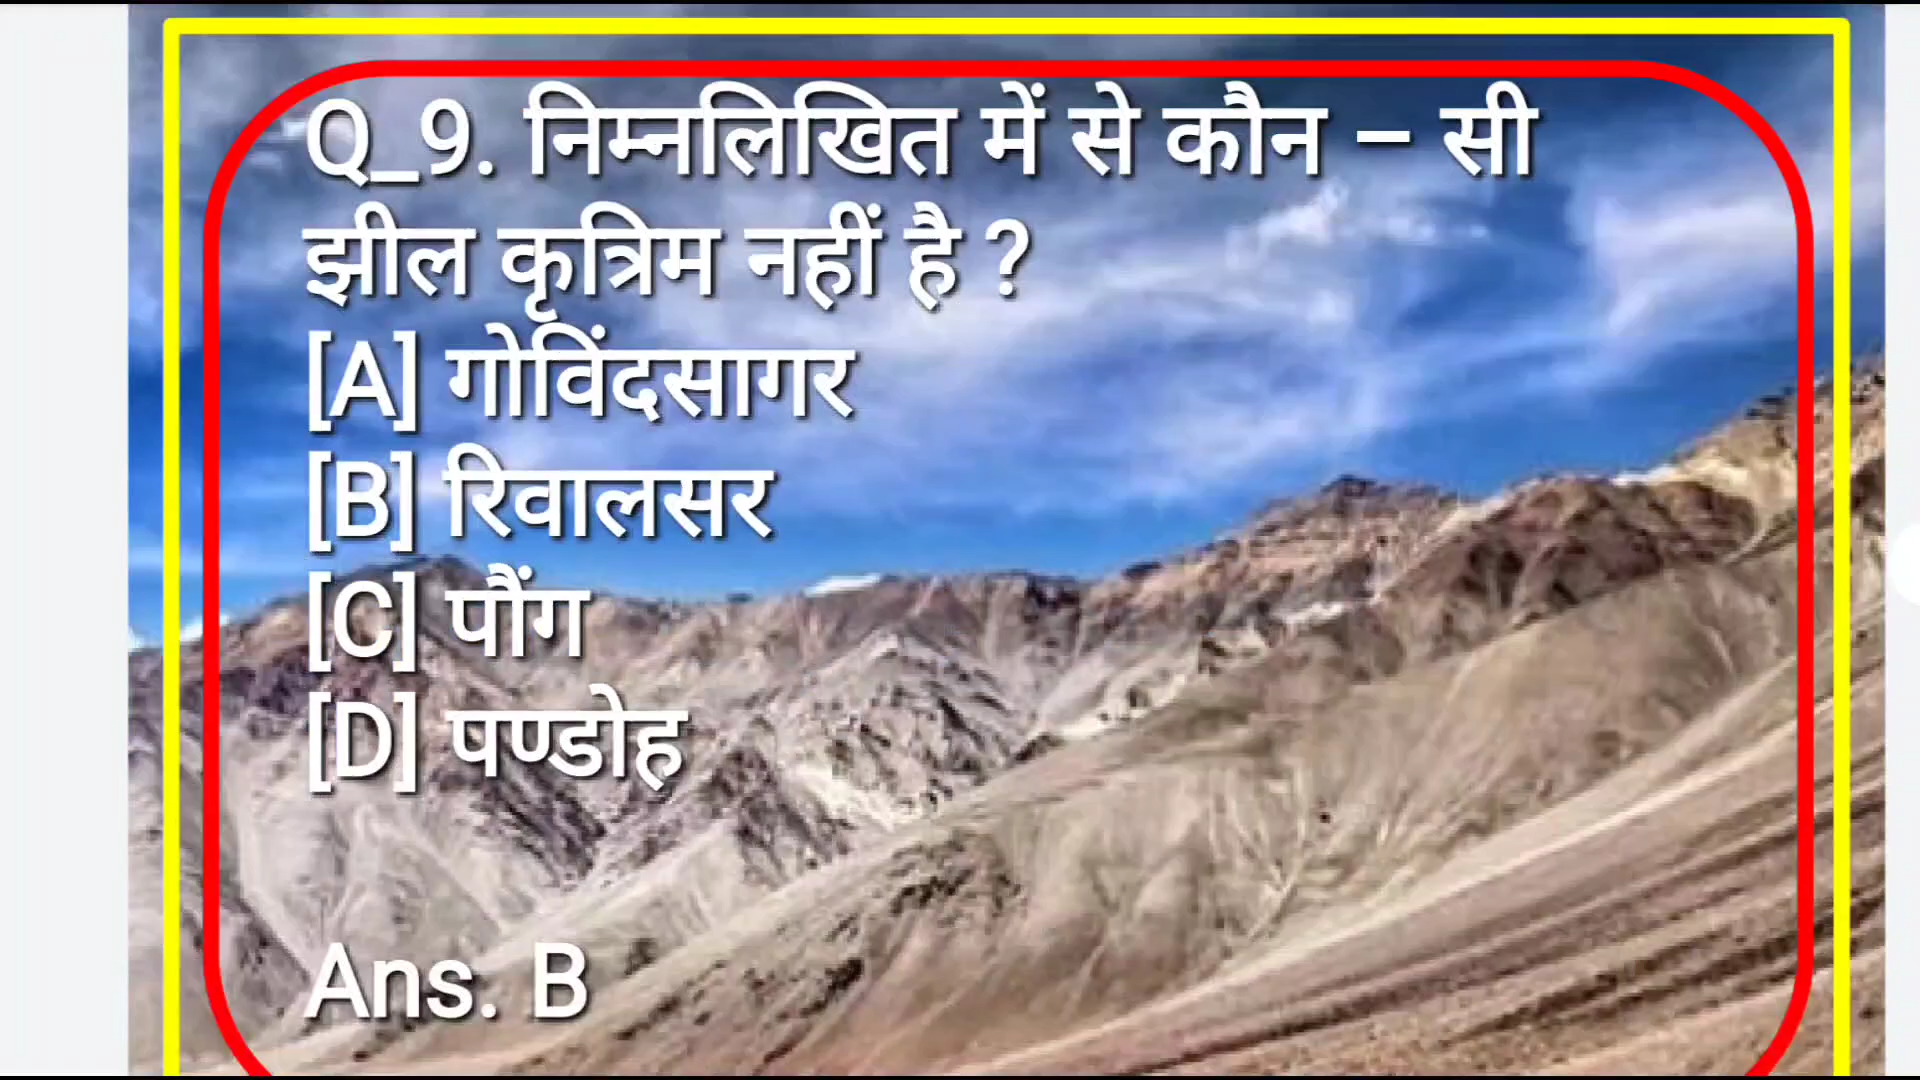 Q_9. निम्नलिखित में से कौन – सी
झील कृत्रिम नहीं है ?
[A] गोविंदसागर
[B] रिवालसर
[C] पौंग
[D] पण्डोह
Ans. B